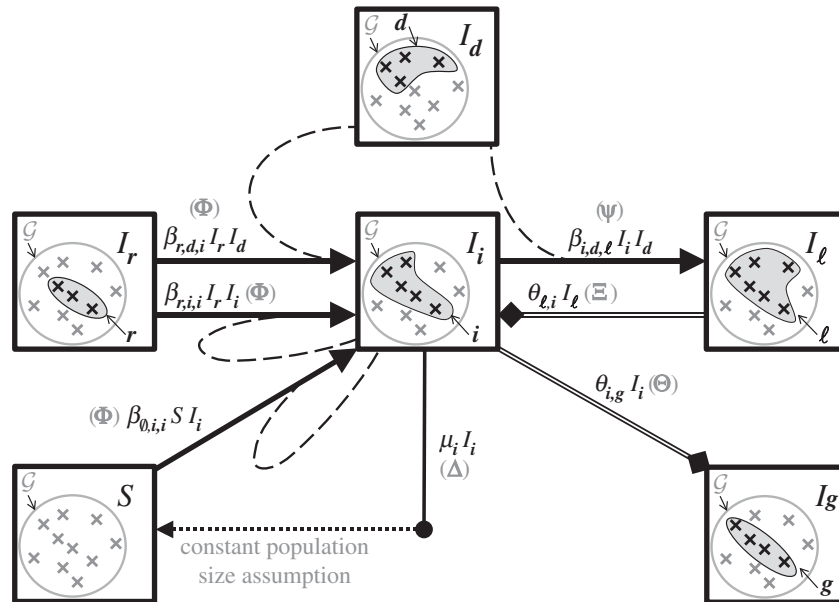 𝒢 d I_d
(Φ)
β_{r,d,i} I_r I_d
(Ψ)
β_{i,d,ℓ} I_i I_d
𝒢 I_r
r
β_{r,i,i} I_r I_i (Φ)
𝒢 I_i
i
θ_{ℓ,i} I_ℓ (Ξ)
𝒢 I_ℓ
ℓ
(Φ) β_{∅,i,i} S I_i
μ_i I_i
(Δ)
θ_{i,g} I_i (Θ)
𝒢 S
constant population
size assumption
𝒢 I_g
g